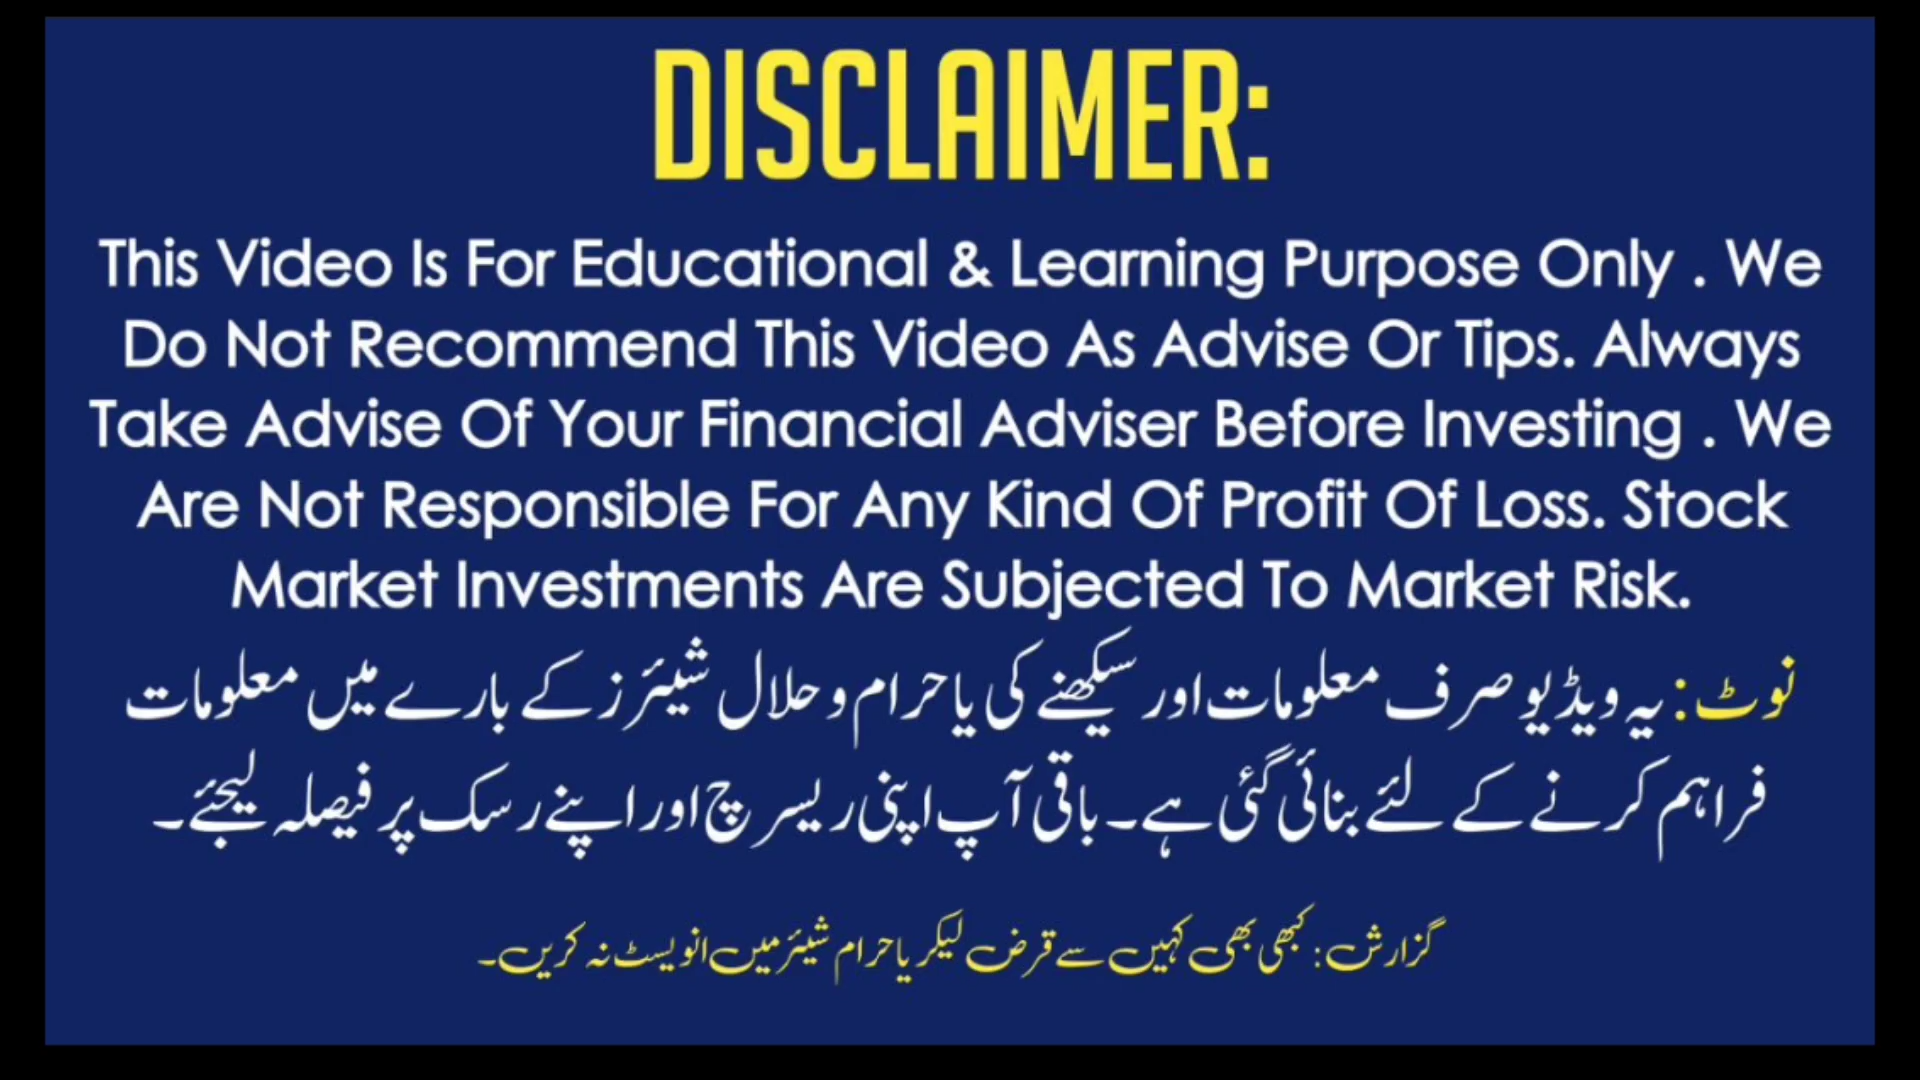 DISCLAIMER:
This Video Is For Educational & Learning Purpose Only . We
Do Not Recommend This Video As Advise Or Tips. Always
Take Advise Of Your Financial Adviser Before Investing . We
Are Not Responsible For Any Kind Of Profit Of Loss. Stock
Market Investments Are Subjected To Market Risk.
نوٹ: یہ ویڈیو صرف معلومات اور سیکھنے کی یا حرام و حلال شیئرز کے بارے میں معلومات
فراہم کرنے کے لئے بنائی گئی ہے۔ باقی آپ اپنی ریسرچ اور اپنے رسک پر فیصلہ لیجئے۔
گزارش: کبھی بھی کہیں سے قرض لیکر یا حرام شیئر میں انویسٹ نہ کریں۔